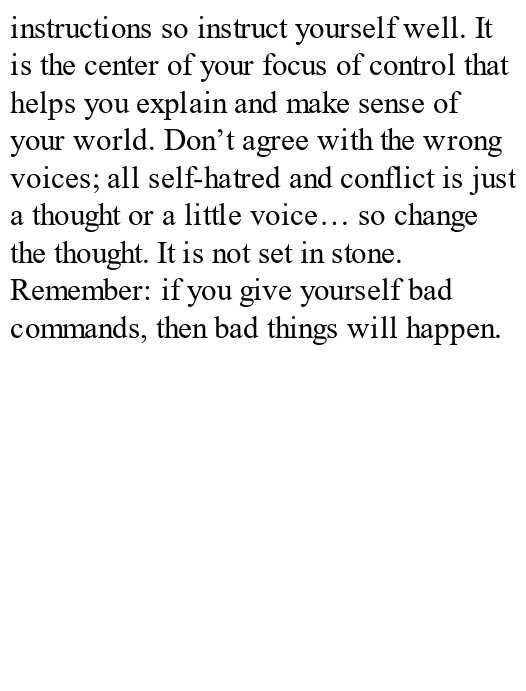 instructions so instruct yourself well. It
is the center of your focus of control that
helps you explain and make sense of
your world. Don’t agree with the wrong
voices; all self-hatred and conflict is just
a thought or a little voice… so change
the thought. It is not set in stone.
Remember: if you give yourself bad
commands, then bad things will happen.